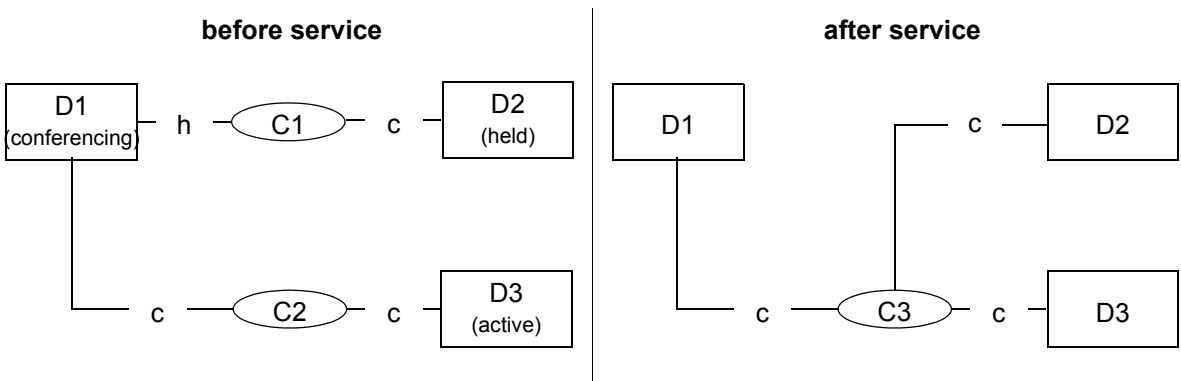 before service
D1
(conferencing)
h
C1
c
D2
(held)
c
C2
c
D3
(active)
after service
D1
c
D2
c
C3
c
D3